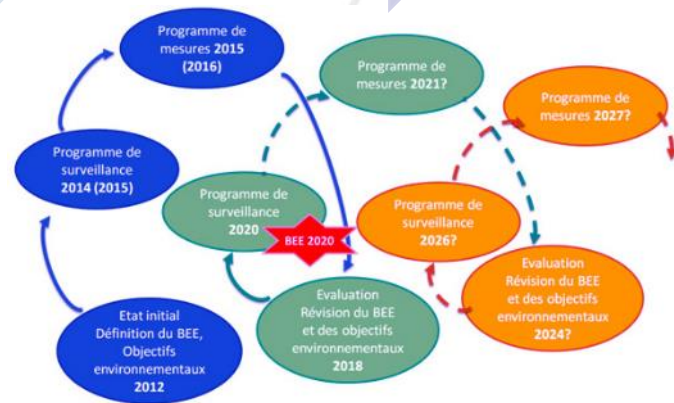 Programme de
mesures 2015
(2016)
Programme de
surveillance
2014 (2015)
Etat initial
Définition du BEE,
Objectifs
environnementaux
2012
Programme de
mesures 2021?
Programme de
surveillance
2020
BEE 2020
Evaluation
Révision du BEE
et des objectifs
environnementaux
2018
Programme de
mesures 2027?
Programme de
surveillance
2026?
Evaluation
Révision du BEE
et des objectifs
environnementaux
2024?